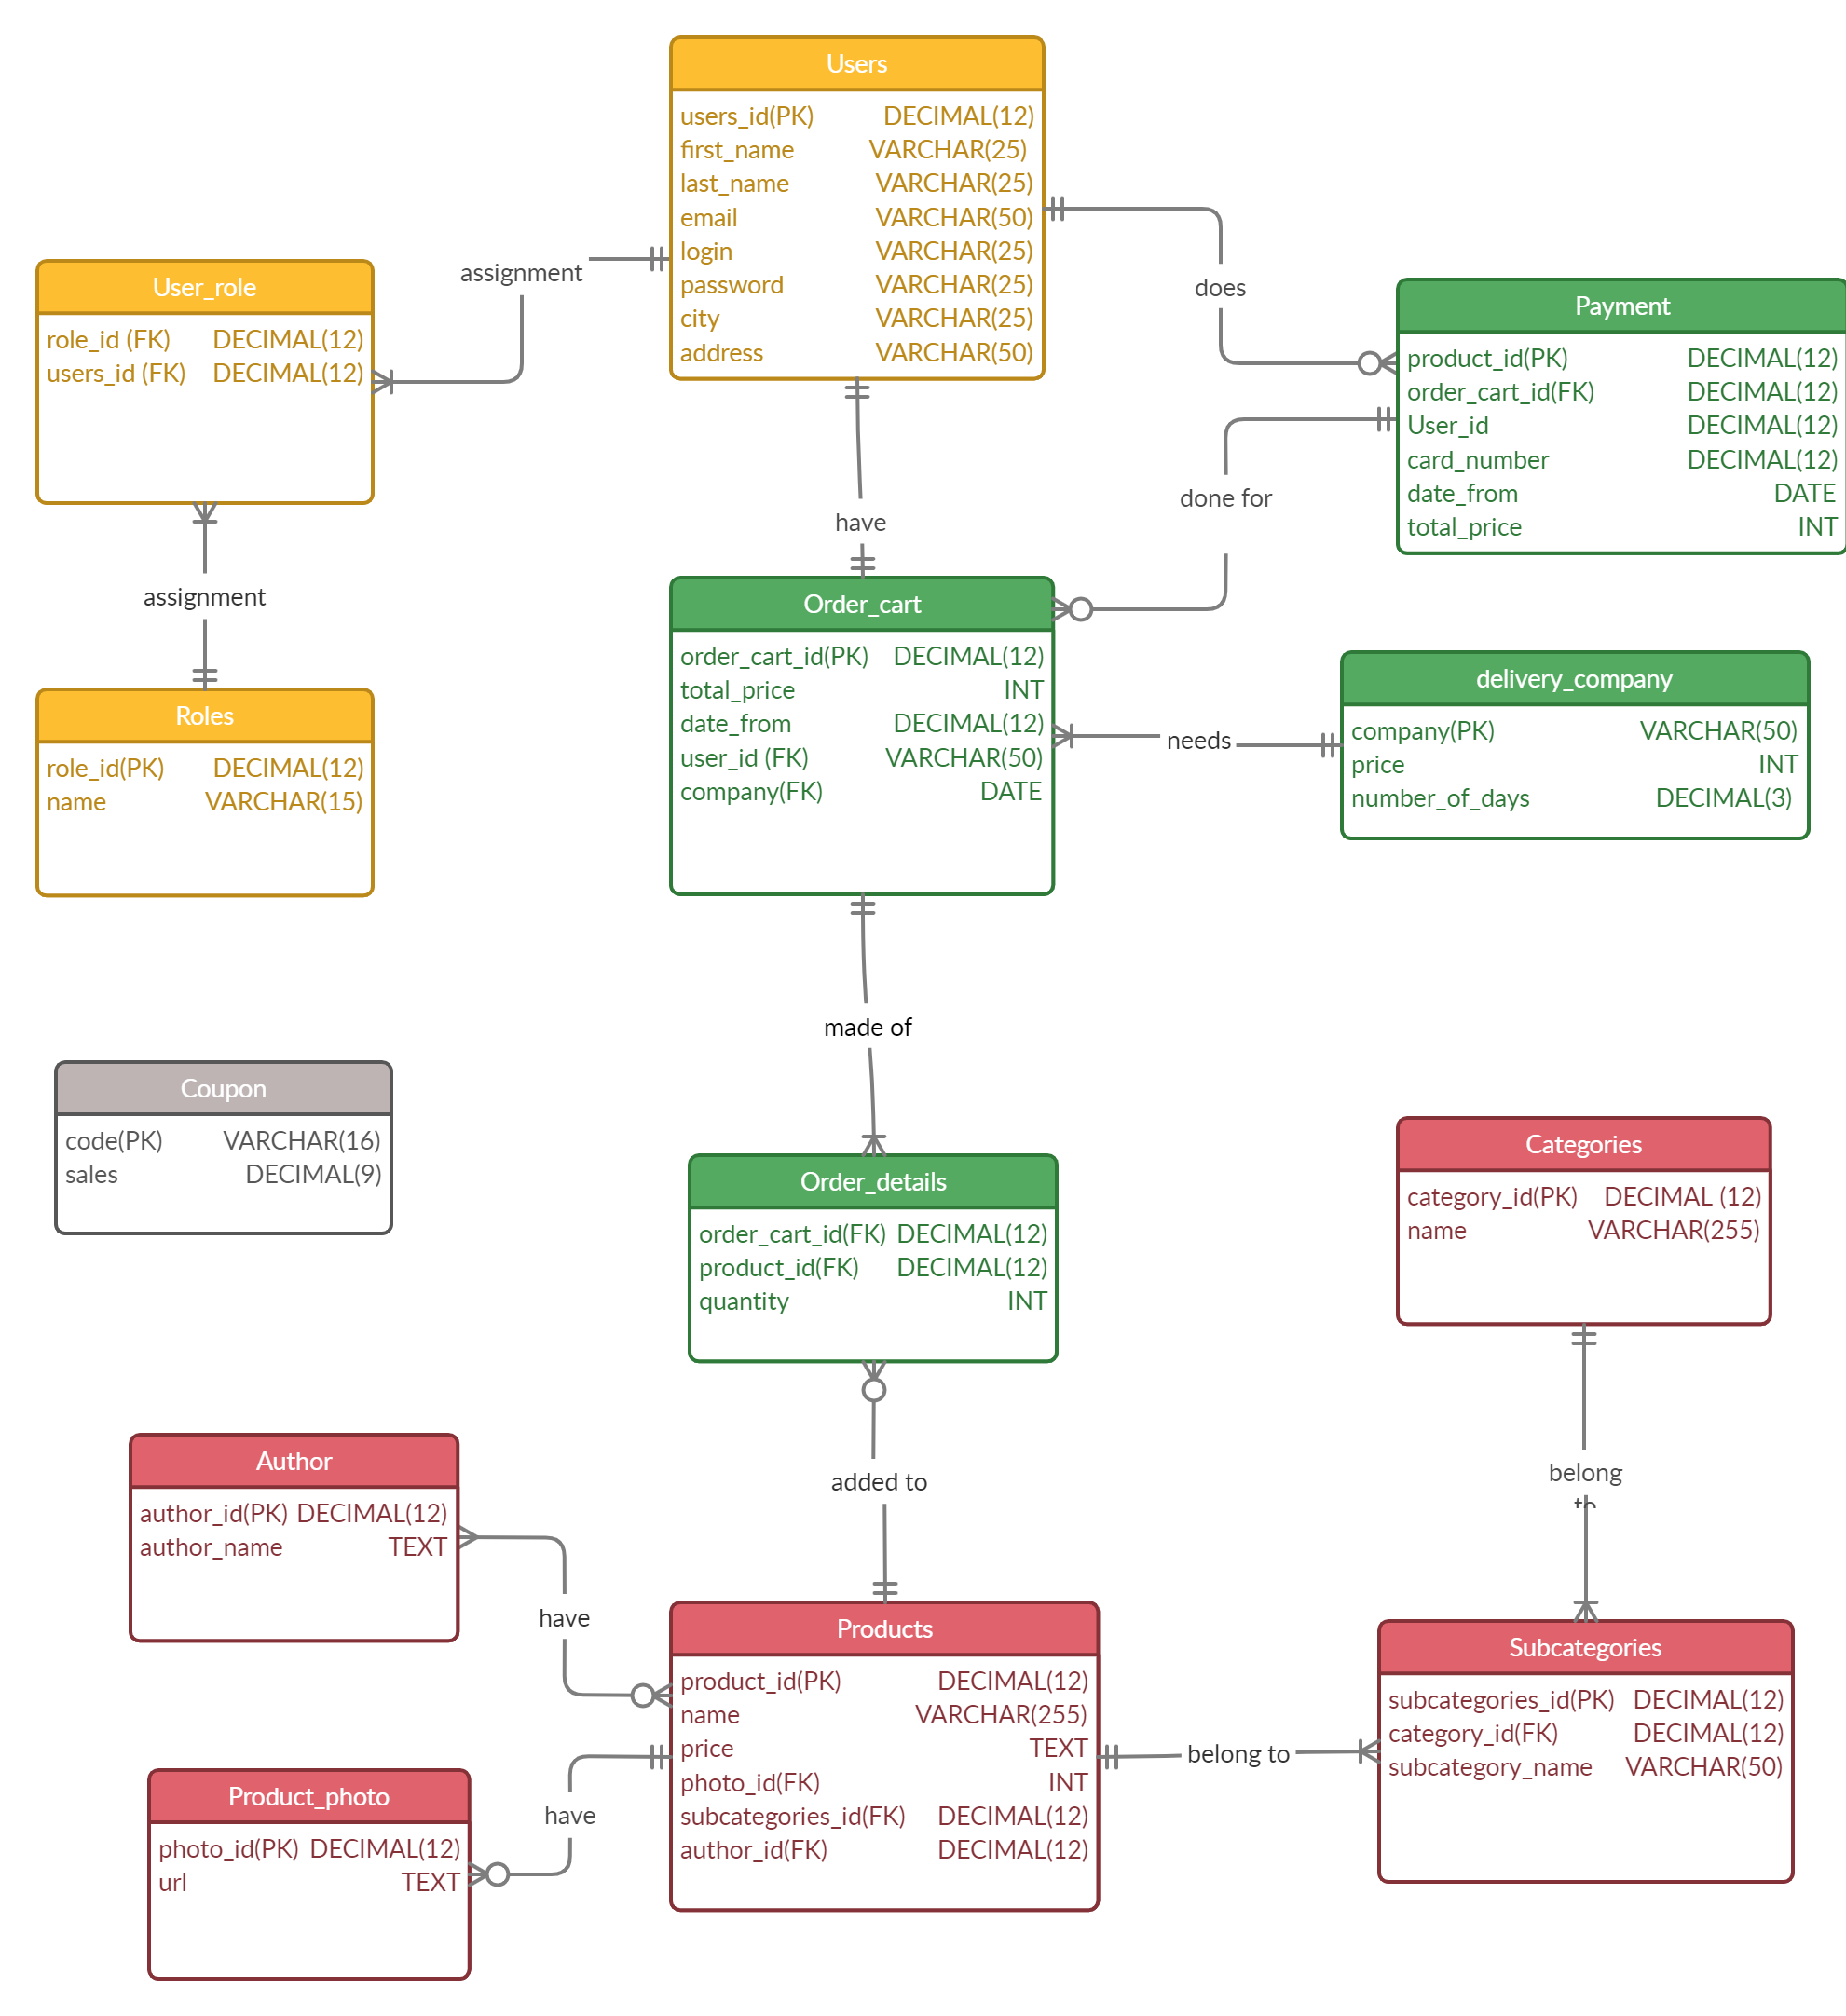 Users
users_id(PK) DECIMAL(12)
first_name VARCHAR(25)
last_name VARCHAR(25)
email VARCHAR(50)
login VARCHAR(25)
password VARCHAR(25)
city VARCHAR(25)
address VARCHAR(50)
assignment
does
User_role
role_id (FK) DECIMAL(12)
users_id (FK) DECIMAL(12)
Payment
product_id(PK) DECIMAL(12)
order_cart_id(FK) DECIMAL(12)
User_id DECIMAL(12)
card_number DECIMAL(12)
date_from DATE
total_price INT
have
done for
assignment
Order_cart
order_cart_id(PK) DECIMAL(12)
total_price INT
date_from DECIMAL(12)
user_id (FK) VARCHAR(50)
company(FK) DATE
needs
delivery_company
company(PK) VARCHAR(50)
price INT
number_of_days DECIMAL(3)
Roles
role_id(PK) DECIMAL(12)
name VARCHAR(15)
made of
Coupon
code(PK) VARCHAR(16)
sales DECIMAL(9)
Order_details
order_cart_id(FK) DECIMAL(12)
product_id(FK) DECIMAL(12)
quantity INT
Categories
category_id(PK) DECIMAL (12)
name VARCHAR(255)
added to
belong
to
Author
author_id(PK) DECIMAL(12)
author_name TEXT
have
Products
product_id(PK) DECIMAL(12)
name VARCHAR(255)
price TEXT
photo_id(FK) INT
subcategories_id(FK) DECIMAL(12)
author_id(FK) DECIMAL(12)
belong to
Subcategories
subcategories_id(PK) DECIMAL(12)
category_id(FK) DECIMAL(12)
subcategory_name VARCHAR(50)
have
Product_photo
photo_id(PK) DECIMAL(12)
url TEXT